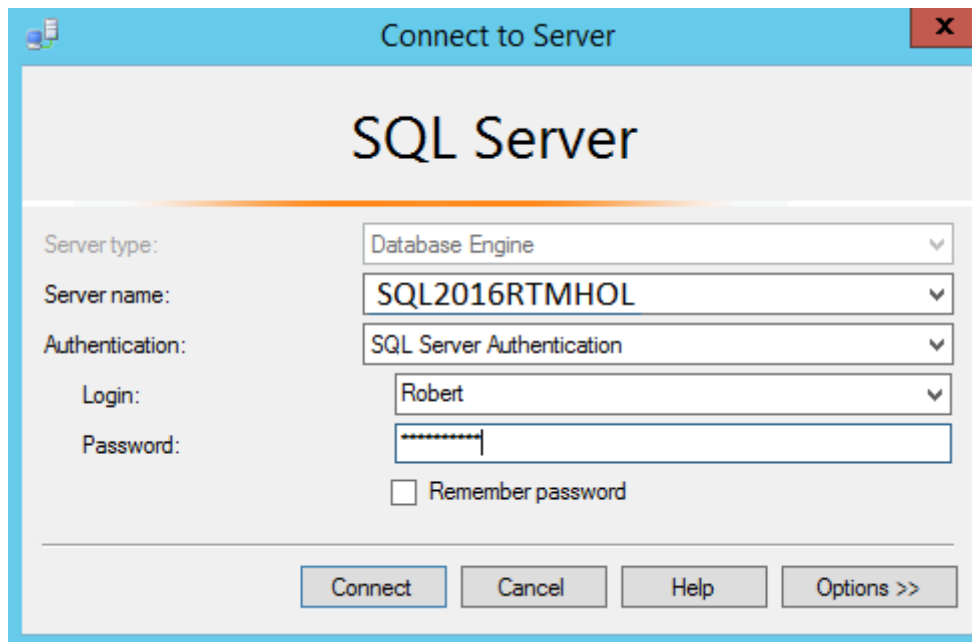 Connect to Server
x
SQL Server
Server type:
Database Engine
Server name:
SQL2016RTMHOL
Authentication:
SQL Server Authentication
Login:
Robert
Password:
**********
Remember password
Connect
Cancel
Help
Options >>